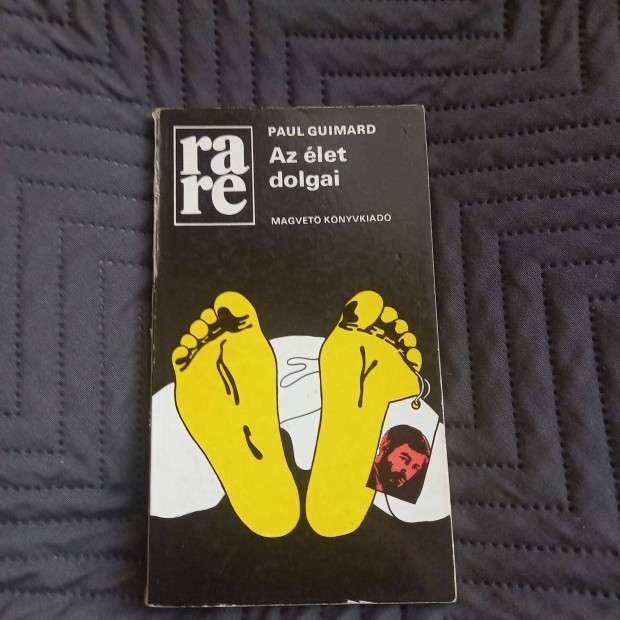 ra
re
PAUL GUIMARD
Az élet
dolgai
MAGVETŐ KÖNYVKIADÓ